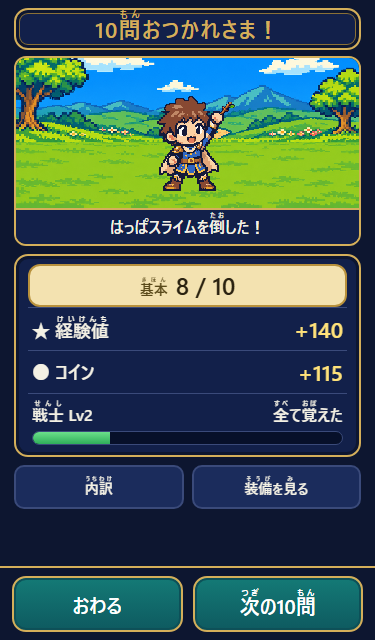 10問おつかれさま！
はっぱスライムを倒した！
基本 8 / 10
★ 経験値 +140
● コイン +115
戦士 Lv2 全て覚えた
内訳 装備を見る
おわる 次の10問